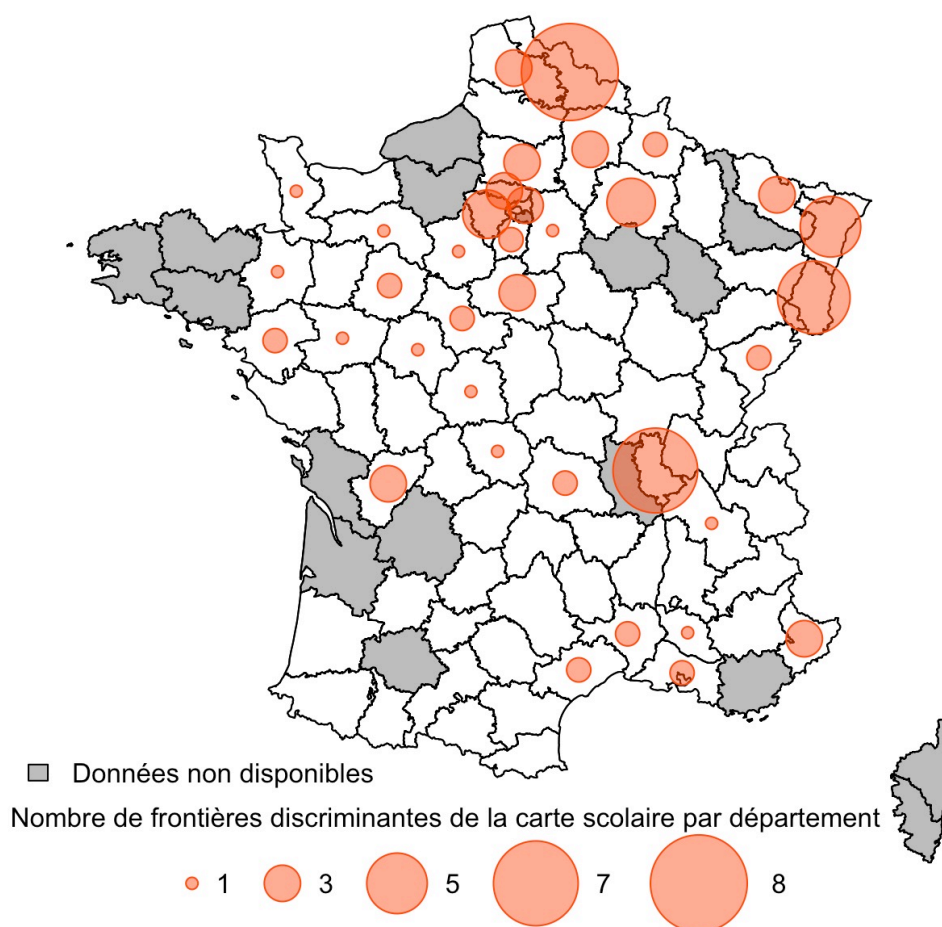 Données non disponibles
Nombre de frontières discriminantes de la carte scolaire par département
1 3 5 7 8